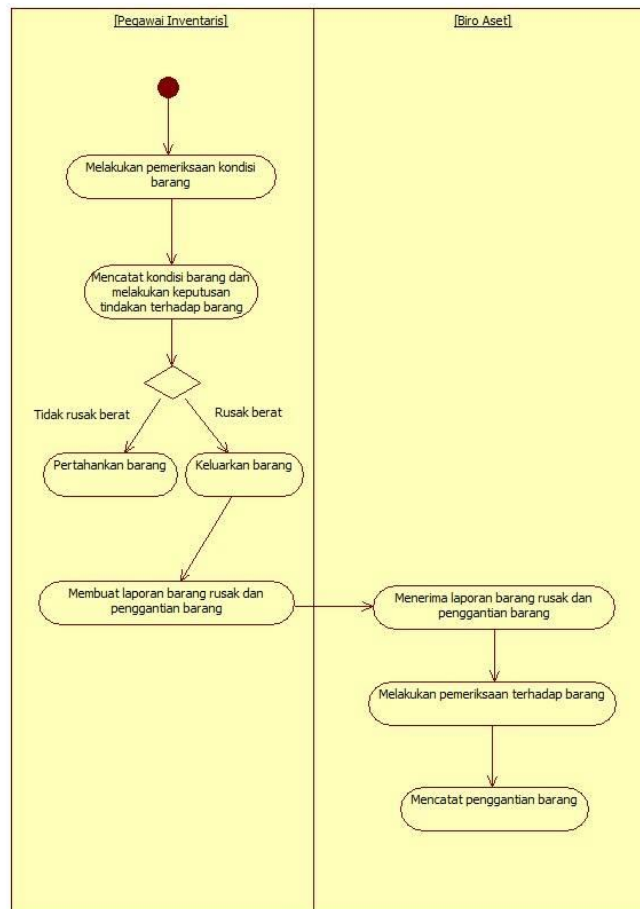 [Pegawai Inventaris]
[Biro Aset]
Melakukan pemeriksaan kondisi
barang
Mencatat kondisi barang dan
melakukan keputusan
tindakan terhadap barang
Tidak rusak berat
Rusak berat
Pertahankan barang
Keluarkan barang
Membuat laporan barang rusak dan
penggantian barang
Menerima laporan barang rusak dan
penggantian barang
Melakukan pemeriksaan terhadap barang
Mencatat penggantian barang